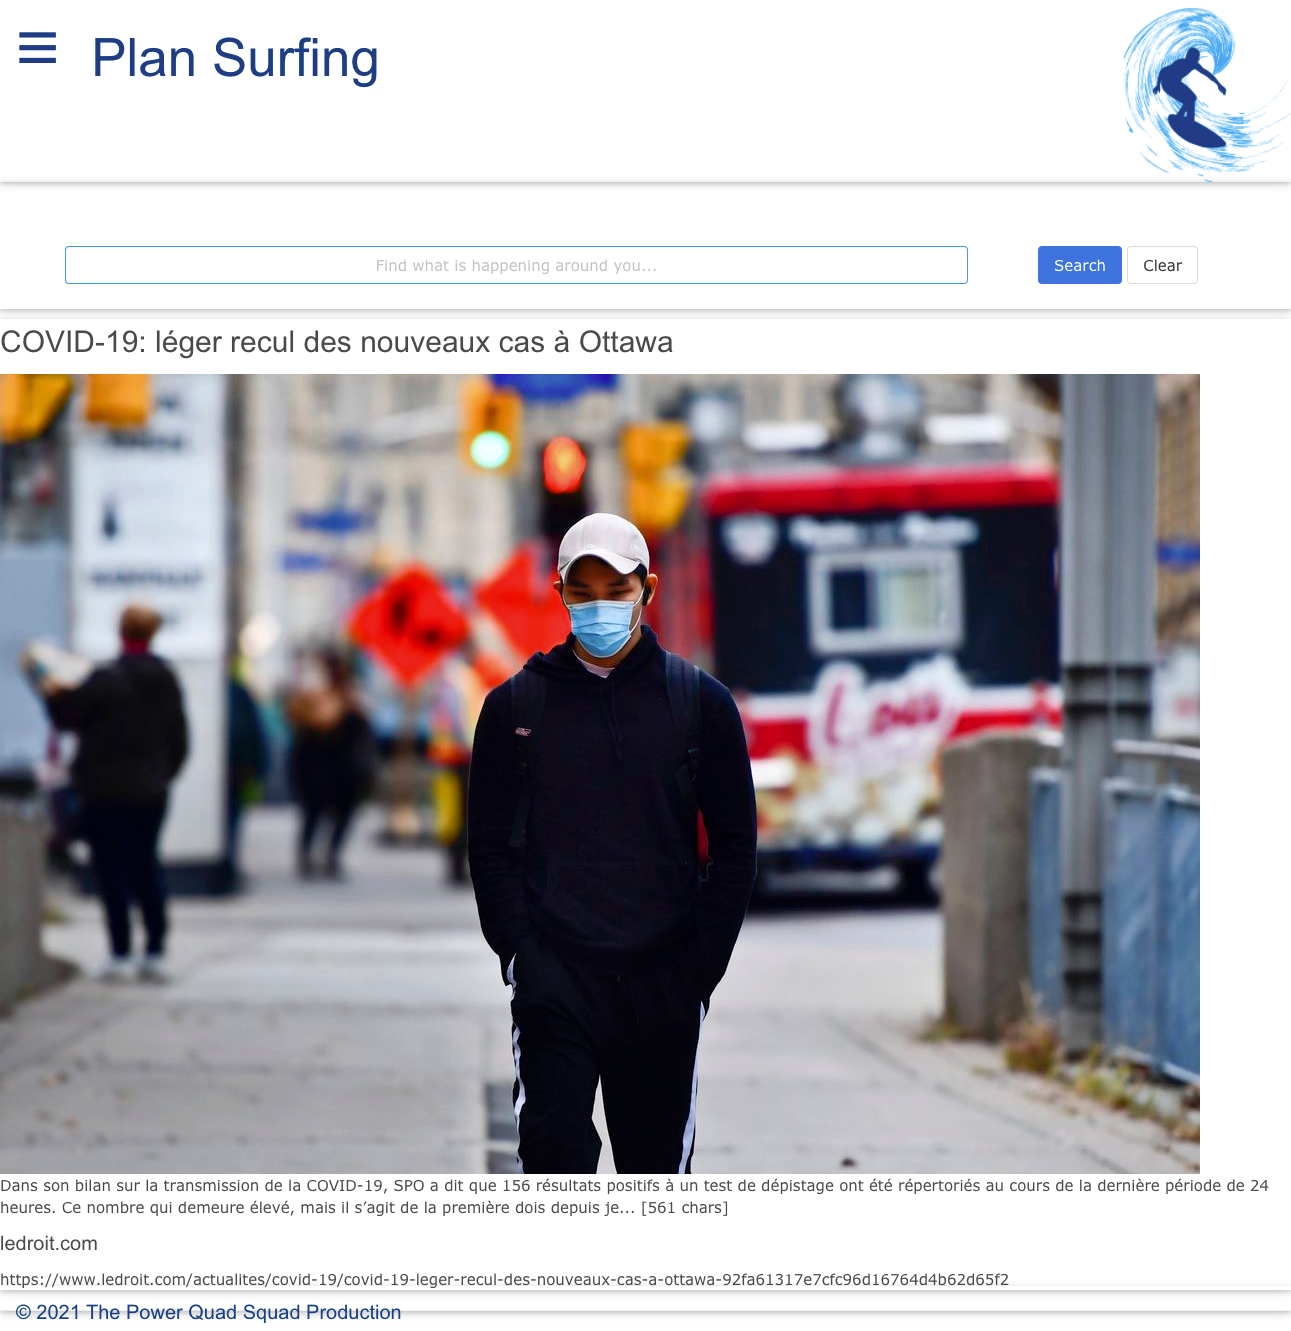 Plan Surfing
Find what is happening around you...
Search
Clear
COVID-19: léger recul des nouveaux cas à Ottawa
Dans son bilan sur la transmission de la COVID-19, SPO a dit que 156 résultats positifs à un test de dépistage ont été répertoriés au cours de la dernière période de 24
heures. Ce nombre qui demeure élevé, mais il s’agit de la première dois depuis je... [561 chars]
ledroit.com
https://www.ledroit.com/actualites/covid-19/covid-19-leger-recul-des-nouveaux-cas-a-ottawa-92fa61317e7cfc96d16764d4b62d65f2
© 2021 The Power Quad Squad Production